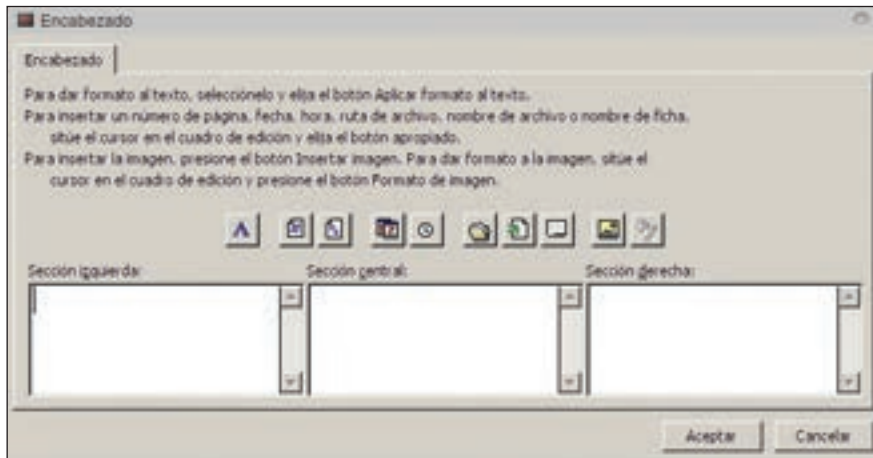 Encabezado
Encabezado
Para dar formato al texto, selecciónelo y elija el botón Aplicar formato al texto.
Para insertar un número de página, fecha, hora, ruta de archivo, nombre de archivo o nombre de ficha,
sitúe el cursor en el cuadro de edición y elija el botón apropiado.
Para insertar la imagen, presione el botón Insertar imagen. Para dar formato a la imagen, sitúe el
cursor en el cuadro de edición y presione el botón Formato de imagen.
Sección izquierda: Sección central: Sección derecha:
Aceptar Cancelar